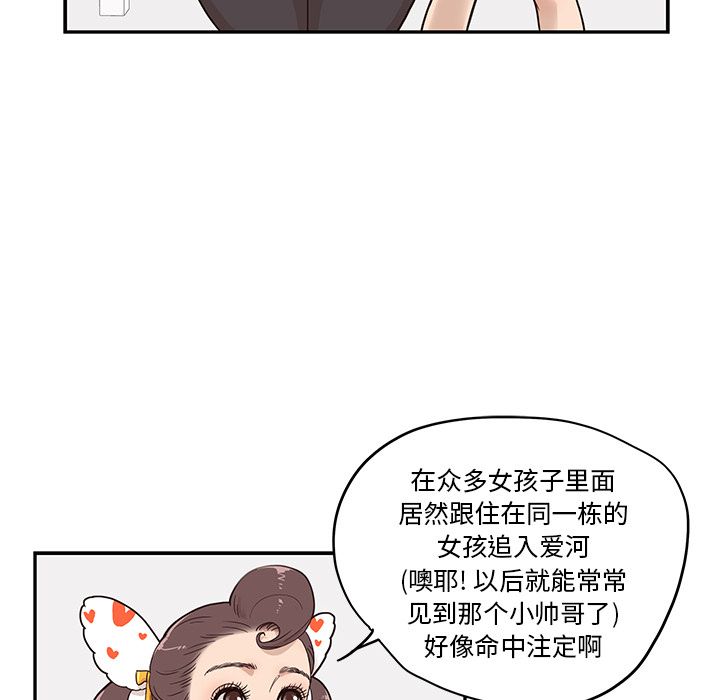 在众多女孩子里面
居然跟住在同一栋的
女孩追入爱河
(噢耶! 以后就能常常
见到那个小帅哥了)
好像命中注定啊